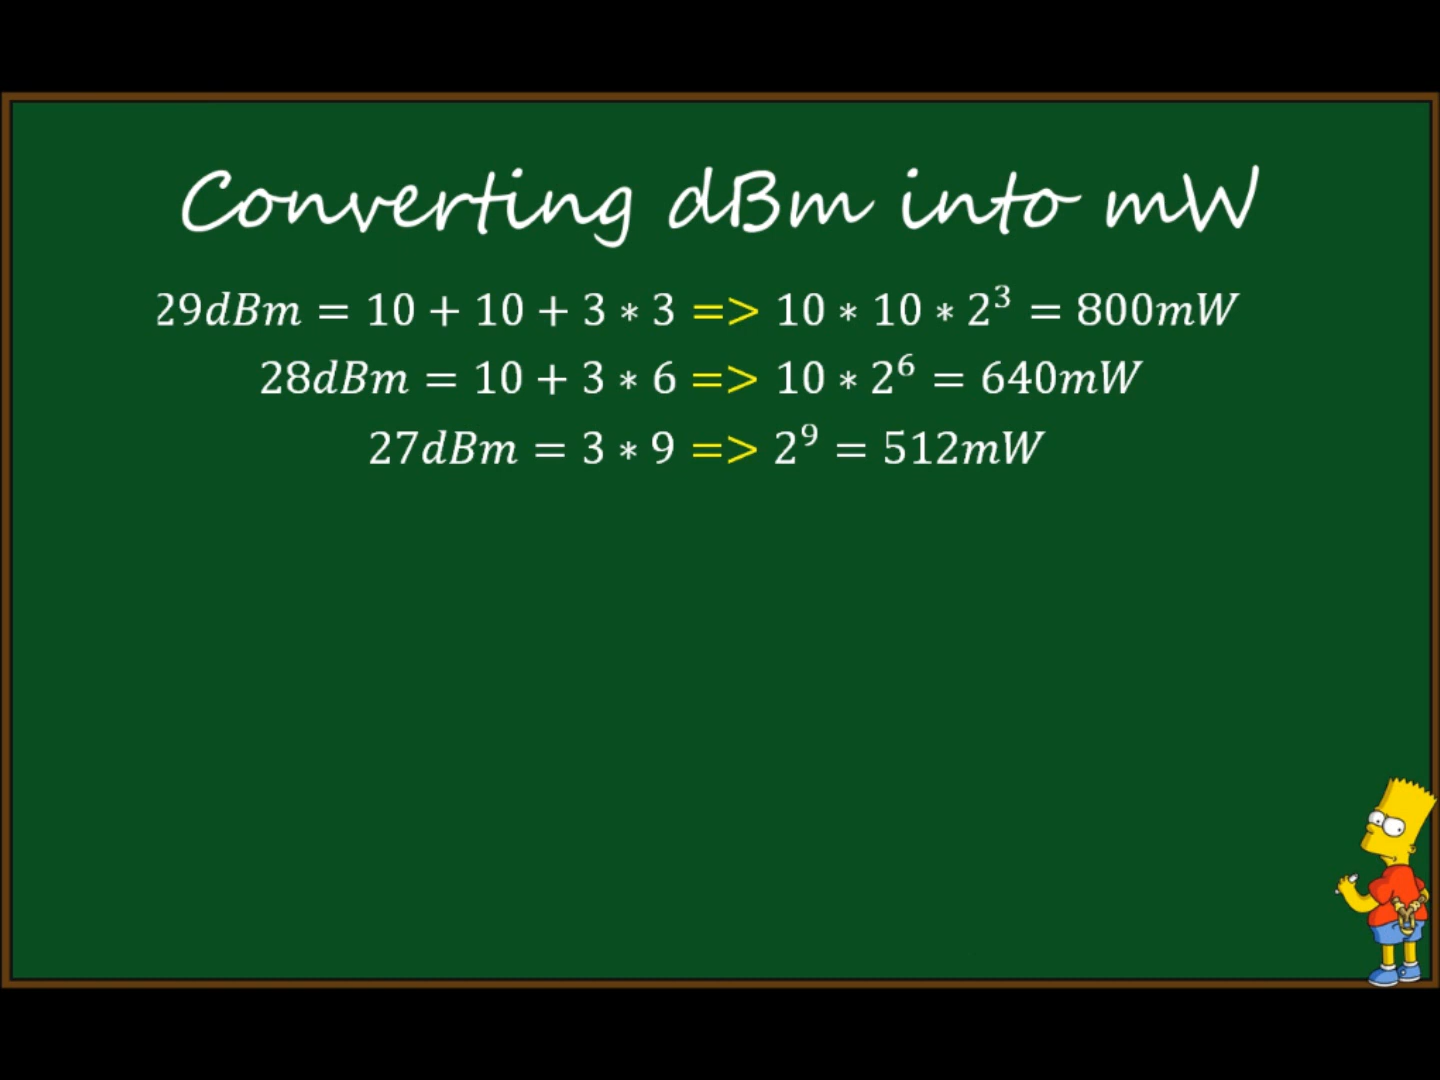 Converting dBm into mW
29dBm = 10 + 10 + 3 ∗ 3 => 10 ∗ 10 ∗ 2³ = 800mW
28dBm = 10 + 3 ∗ 6 => 10 ∗ 2⁶ = 640mW
27dBm = 3 ∗ 9 => 2⁹ = 512mW